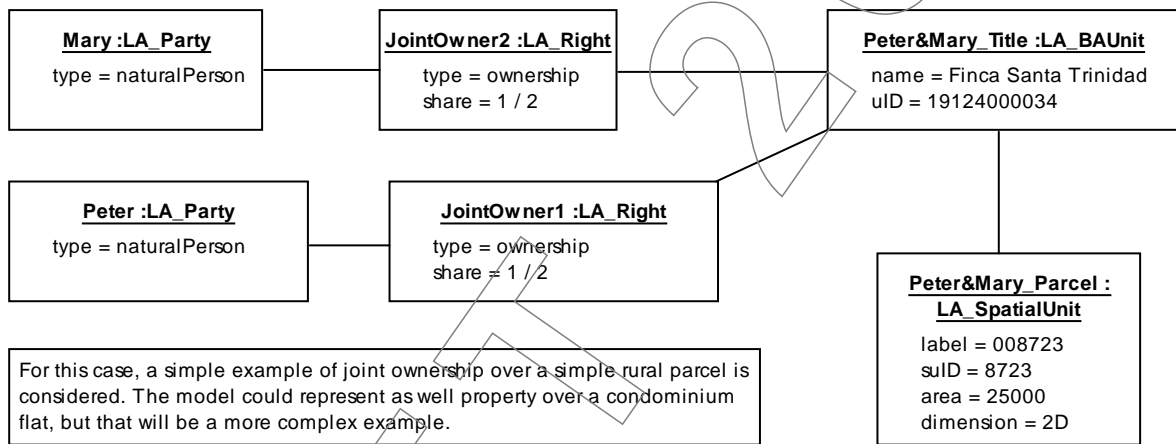 Mary :LA_Party
type = naturalPerson
JointOwner2 :LA_Right
type = ownership
share = 1 / 2
Peter&Mary_Title :LA_BAUnit
name = Finca Santa Trinidad
uID = 19124000034
Peter :LA_Party
type = naturalPerson
JointOwner1 :LA_Right
type = ownership
share = 1 / 2
Peter&Mary_Parcel :
LA_SpatialUnit
label = 008723
suID = 8723
area = 25000
dimension = 2D
For this case, a simple example of joint ownership over a simple rural parcel is
considered. The model could represent as well property over a condominium
flat, but that will be a more complex example.